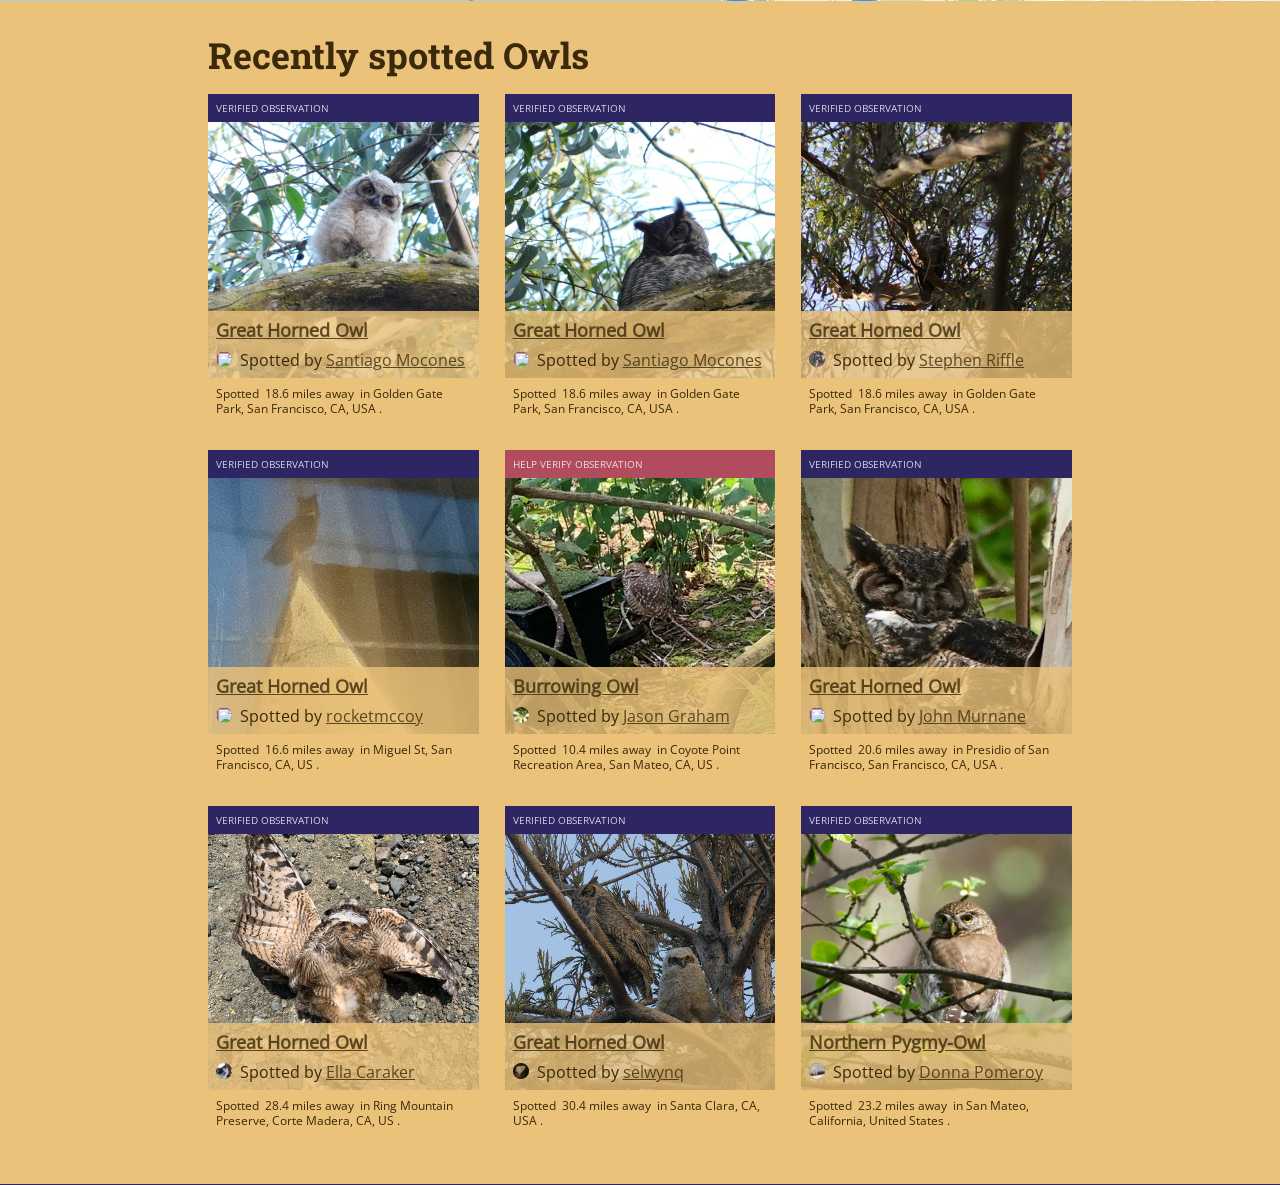 Recently spotted Owls
VERIFIED OBSERVATION
Great Horned Owl
Spotted by Santiago Mocones
Spotted 18.6 miles away in Golden Gate
Park, San Francisco, CA, USA .
VERIFIED OBSERVATION
Great Horned Owl
Spotted by Santiago Mocones
Spotted 18.6 miles away in Golden Gate
Park, San Francisco, CA, USA .
VERIFIED OBSERVATION
Great Horned Owl
Spotted by Stephen Riffle
Spotted 18.6 miles away in Golden Gate
Park, San Francisco, CA, USA .
VERIFIED OBSERVATION
Great Horned Owl
Spotted by rocketmccoy
Spotted 16.6 miles away in Miguel St, San
Francisco, CA, US .
HELP VERIFY OBSERVATION
Burrowing Owl
Spotted by Jason Graham
Spotted 10.4 miles away in Coyote Point
Recreation Area, San Mateo, CA, US .
VERIFIED OBSERVATION
Great Horned Owl
Spotted by John Murnane
Spotted 20.6 miles away in Presidio of San
Francisco, San Francisco, CA, USA .
VERIFIED OBSERVATION
Great Horned Owl
Spotted by Ella Caraker
Spotted 28.4 miles away in Ring Mountain
Preserve, Corte Madera, CA, US .
VERIFIED OBSERVATION
Great Horned Owl
Spotted by selwynq
Spotted 30.4 miles away in Santa Clara, CA,
USA .
VERIFIED OBSERVATION
Northern Pygmy-Owl
Spotted by Donna Pomeroy
Spotted 23.2 miles away in San Mateo,
California, United States .